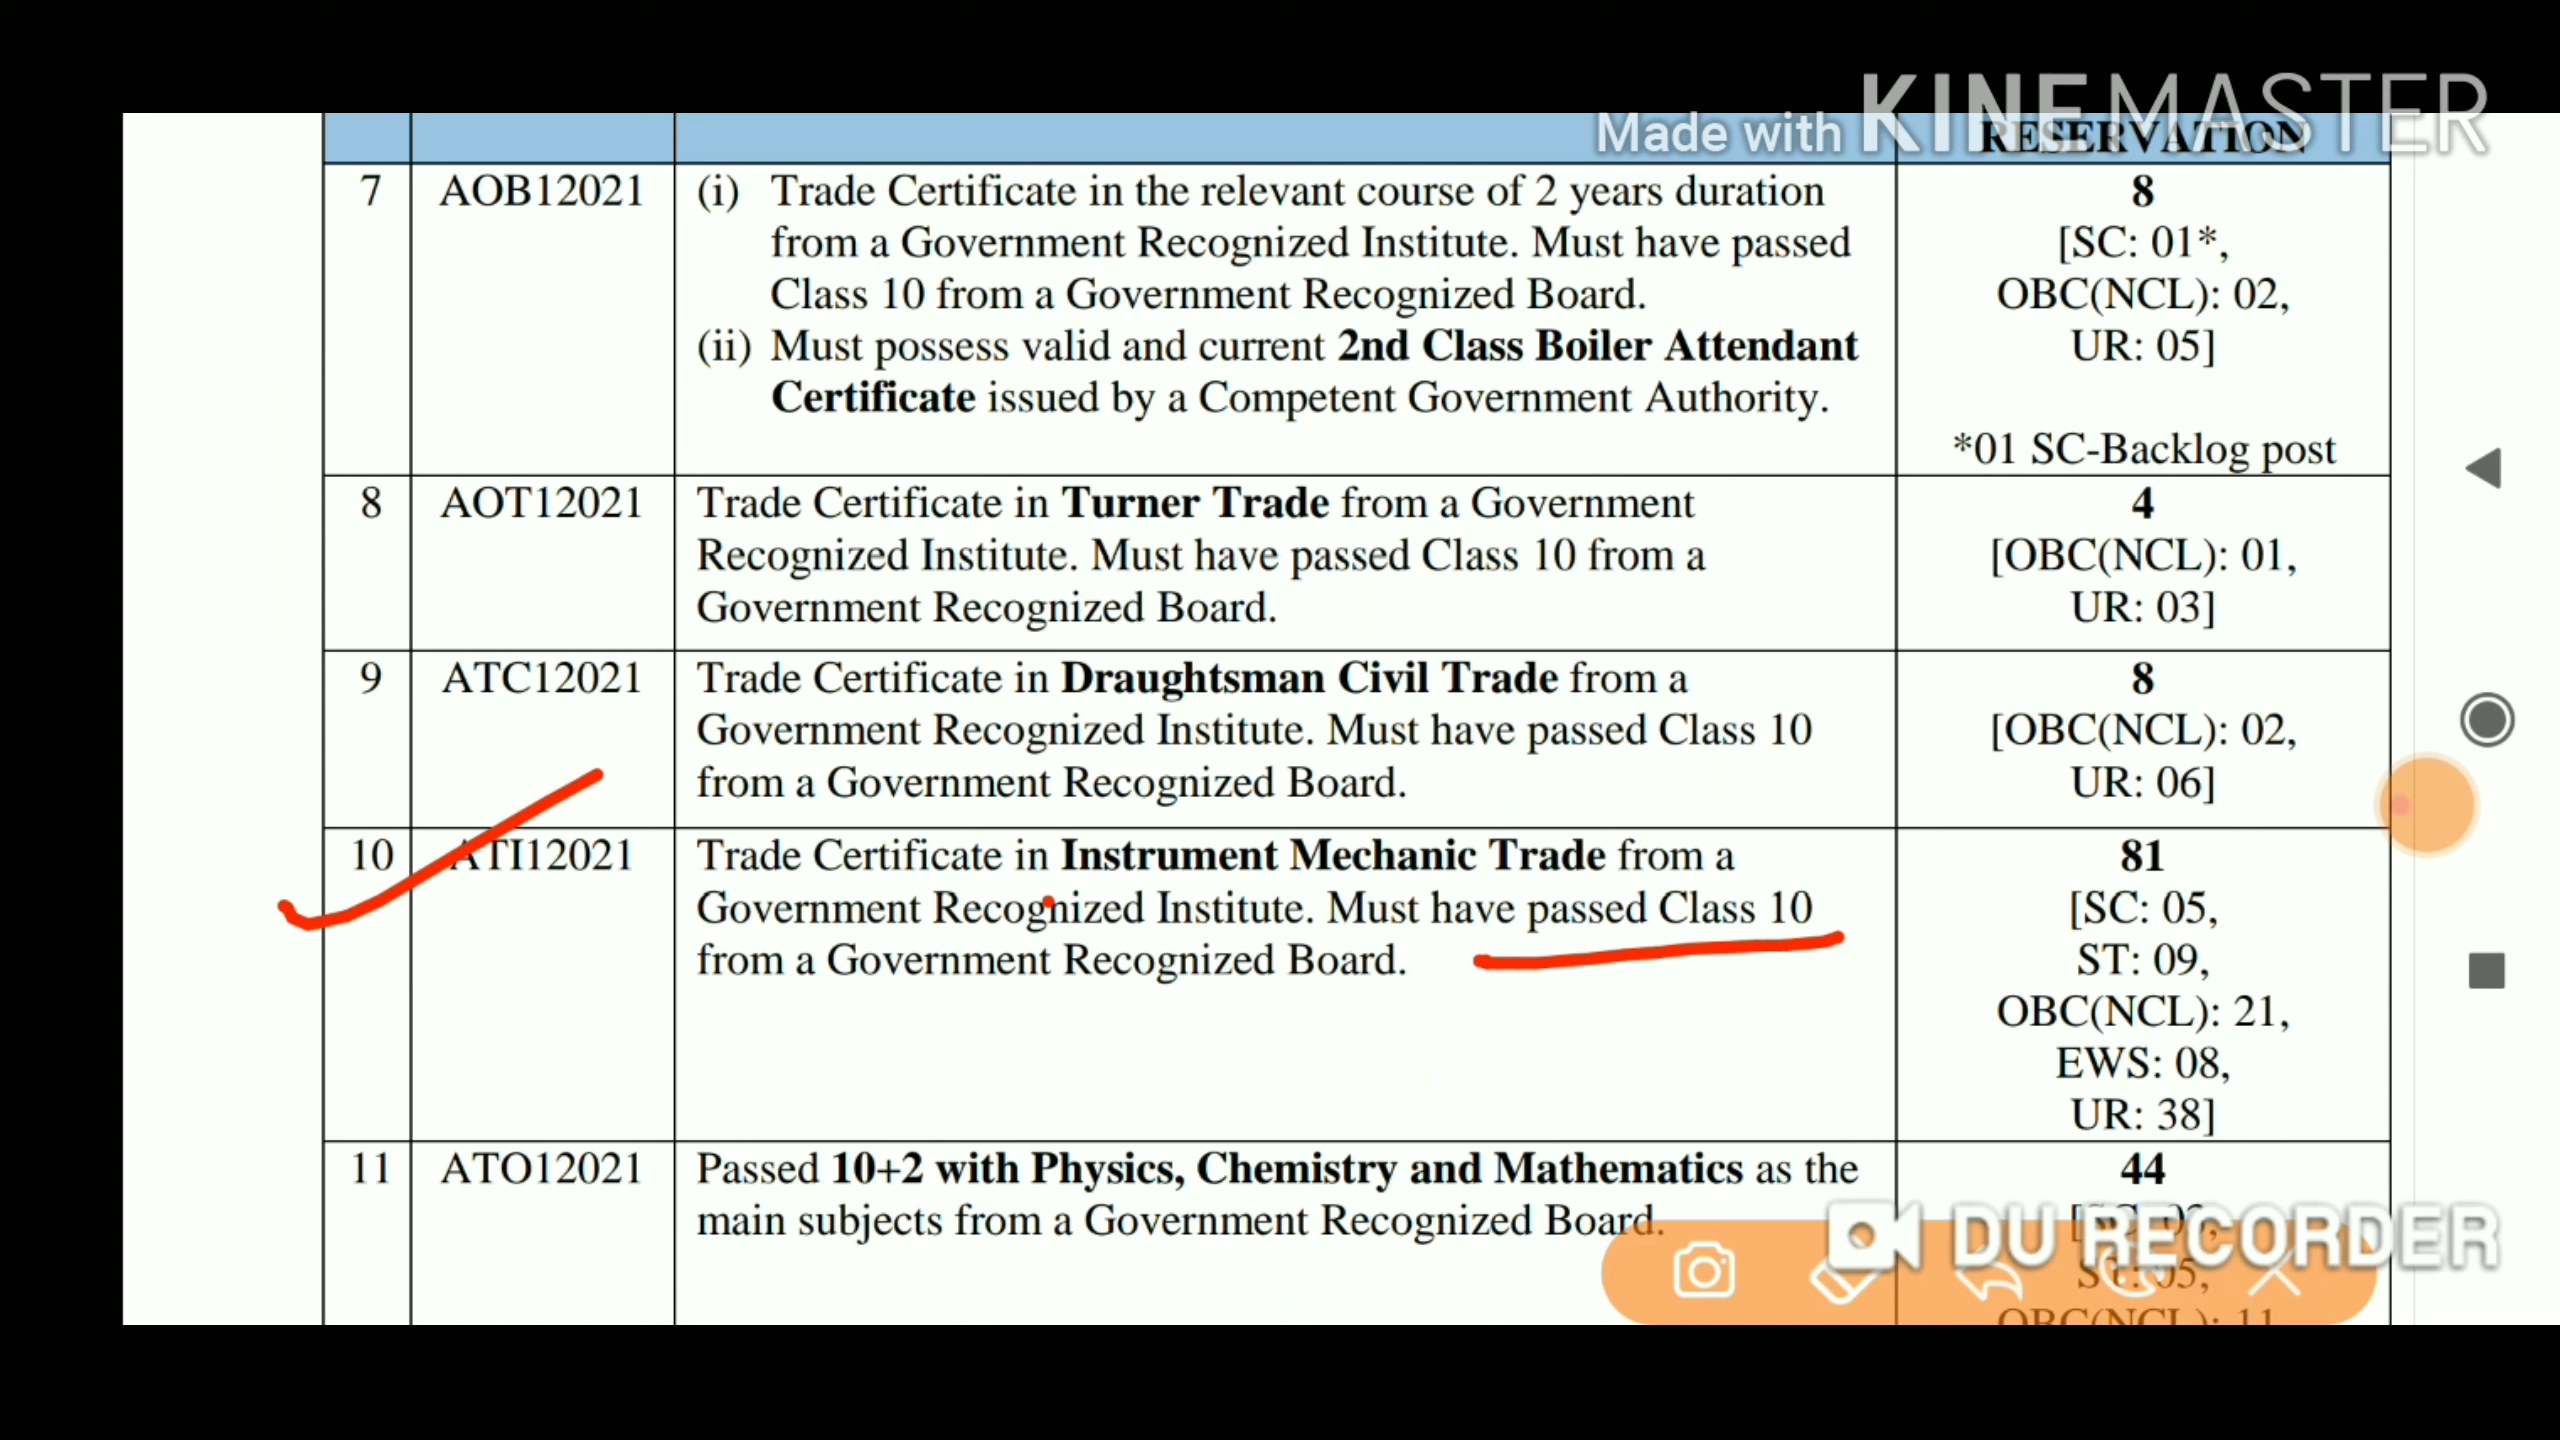 Made with KINEMASTER
RESERVATION
7 AOB12021 (i) Trade Certificate in the relevant course of 2 years duration 8
from a Government Recognized Institute. Must have passed [SC: 01*,
Class 10 from a Government Recognized Board. OBC(NCL): 02,
(ii) Must possess valid and current 2nd Class Boiler Attendant UR: 05]
Certificate issued by a Competent Government Authority.
*01 SC-Backlog post
8 AOT12021 Trade Certificate in Turner Trade from a Government 4
Recognized Institute. Must have passed Class 10 from a [OBC(NCL): 01,
Government Recognized Board. UR: 03]
9 ATC12021 Trade Certificate in Draughtsman Civil Trade from a 8
Government Recognized Institute. Must have passed Class 10 [OBC(NCL): 02,
from a Government Recognized Board. UR: 06]
10 ATI12021 Trade Certificate in Instrument Mechanic Trade from a 81
Government Recognized Institute. Must have passed Class 10 [SC: 05,
from a Government Recognized Board. ST: 09,
OBC(NCL): 21,
EWS: 08,
UR: 38]
11 ATO12021 Passed 10+2 with Physics, Chemistry and Mathematics as the 44
main subjects from a Government Recognized Board.
DU RECORDER
ST: 05,
OBC(NCL): 11